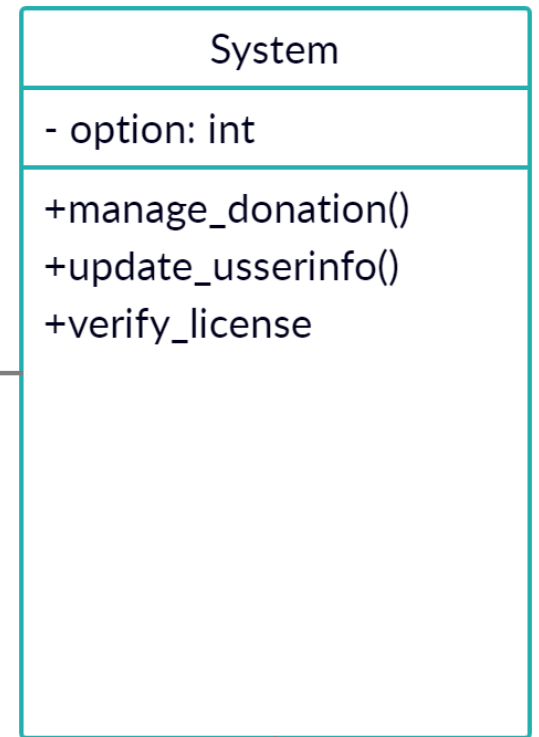 System
- option: int
+manage_donation()
+update_usserinfo()
+verify_license